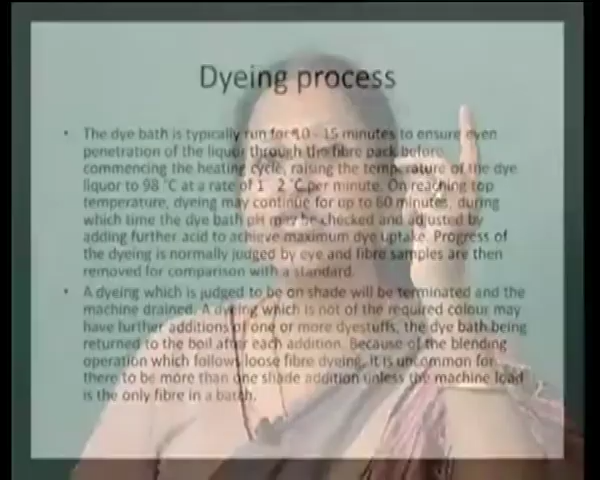 Dyeing process
• The dye bath is typically run for 10 - 15 minutes to ensure even
penetration of the liquor through the fibre pack before
commencing the heating cycle, raising the temperature of the dye
liquor to 98 °C at a rate of 1 2 °C per minute. On reaching top
temperature, dyeing may continue for up to 60 minutes, during
which time the dye bath pH may be checked and adjusted by
adding further acid to achieve maximum dye uptake. Progress of
the dyeing is normally judged by eye and fibre samples are then
removed for comparison with a standard.
• A dyeing which is judged to be on shade will be terminated and the
machine drained. A dyeing which is not of the required colour may
have further additions of one or more dyestuffs, the dye bath being
returned to the boil after each addition. Because of the blending
operation which follows loose fibre dyeing, it is uncommon for
there to be more than one shade addition unless the machine load
is the only fibre in a batch.